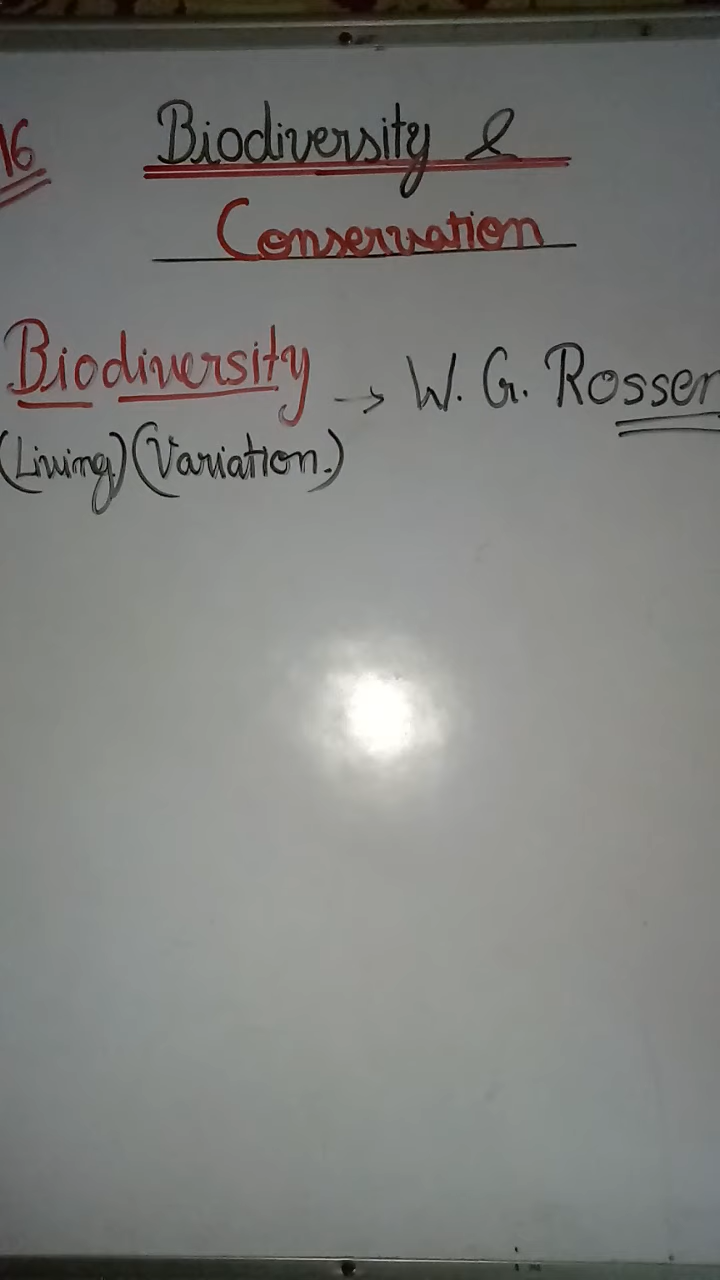 16 Biodiversity &
Conservation
Biodiversity → W. G. Rosser
(Living) (Variation.)